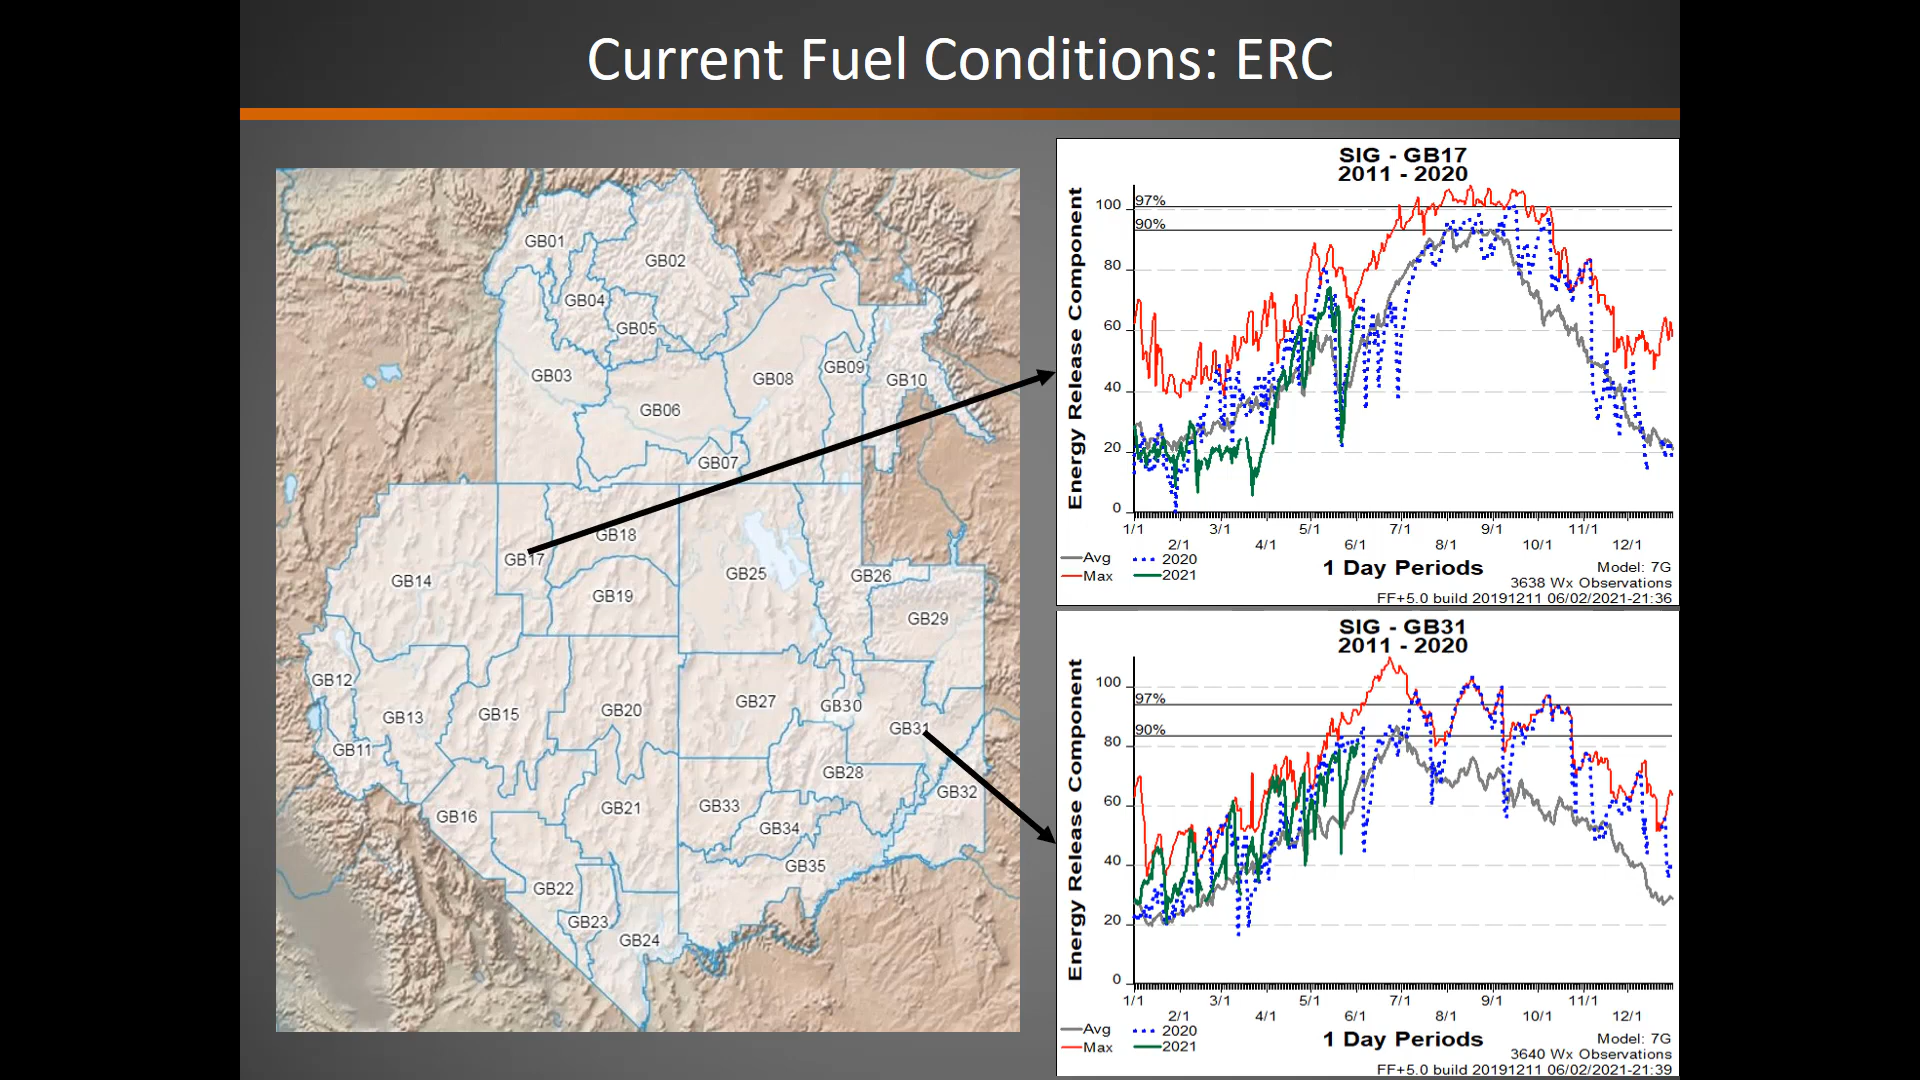 Current Fuel Conditions: ERC
GB01
GB02
GB04
GB05
GB03
GB08
GB09
GB10
GB06
GB07
GB18
GB17
GB14
GB25
GB26
GB19
GB29
GB12
GB13
GB15
GB20
GB27
GB30
GB31
GB11
GB28
GB32
GB16
GB21
GB33
GB34
GB35
GB22
GB23
GB24
SIG - GB17
2011 - 2020
Energy Release Component
100
80
60
40
20
0
97%
90%
1/1
2/1
3/1
4/1
5/1
6/1
7/1
8/1
9/1
10/1
11/1
12/1
Avg
2020
Max
2021
1 Day Periods
Model: 7G
3638 Wx Observations
FF+5.0 build 20191211 06/02/2021-21:36
SIG - GB31
2011 - 2020
Energy Release Component
100
80
60
40
20
0
97%
90%
1/1
2/1
3/1
4/1
5/1
6/1
7/1
8/1
9/1
10/1
11/1
12/1
Avg
2020
Max
2021
1 Day Periods
Model: 7G
3640 Wx Observations
FF+5.0 build 20191211 06/02/2021-21:39